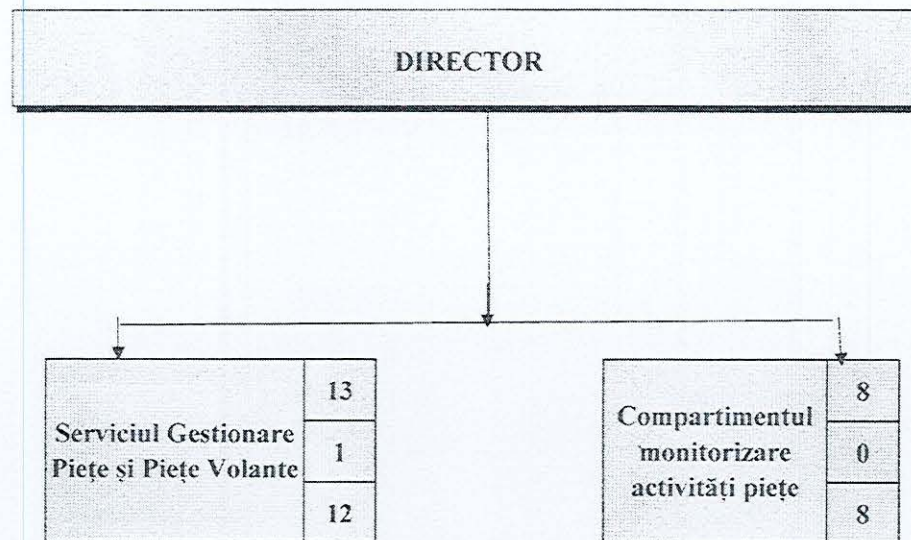 DIRECTOR
Serviciul Gestionare
Piețe și Piețe Volante
13
1
12
Compartimentul
monitorizare
activități piețe
8
0
8